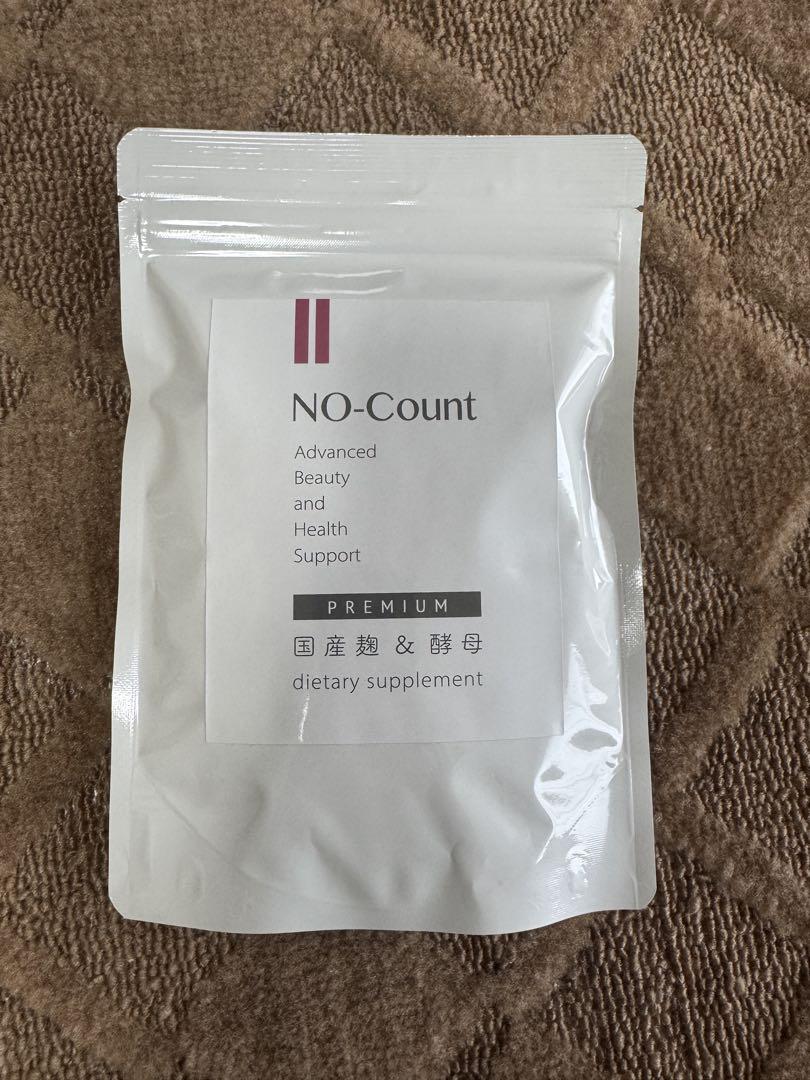 NO-Count
Advanced
Beauty
and
Health
Support
PREMIUM
国産麹 & 酵母
dietary supplement